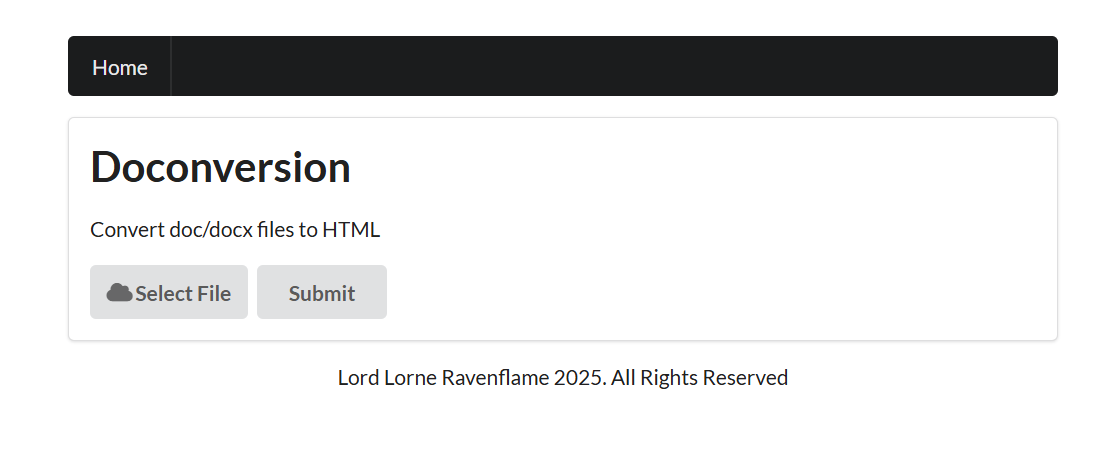 Home
Doconversion
Convert doc/docx files to HTML
Select File
Submit
Lord Lorne Ravenflame 2025. All Rights Reserved